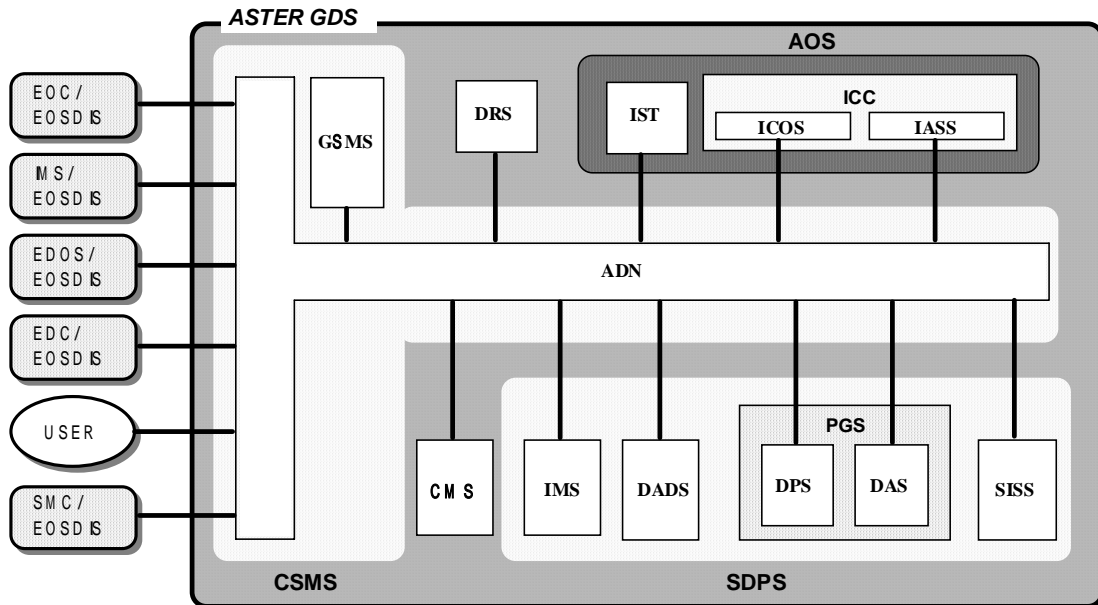 ASTER GDS
AOS
EOC/
EOSDIS
IMS/
EOSDIS
EDOS/
EOSDIS
EDC/
EOSDIS
USER
SMC/
EOSDIS
GSMS
DRS
IST
ICC
ICOS
IASS
ADN
CMS
IMS
DADS
PGS
DPS
DAS
SISS
CSMS
SDPS